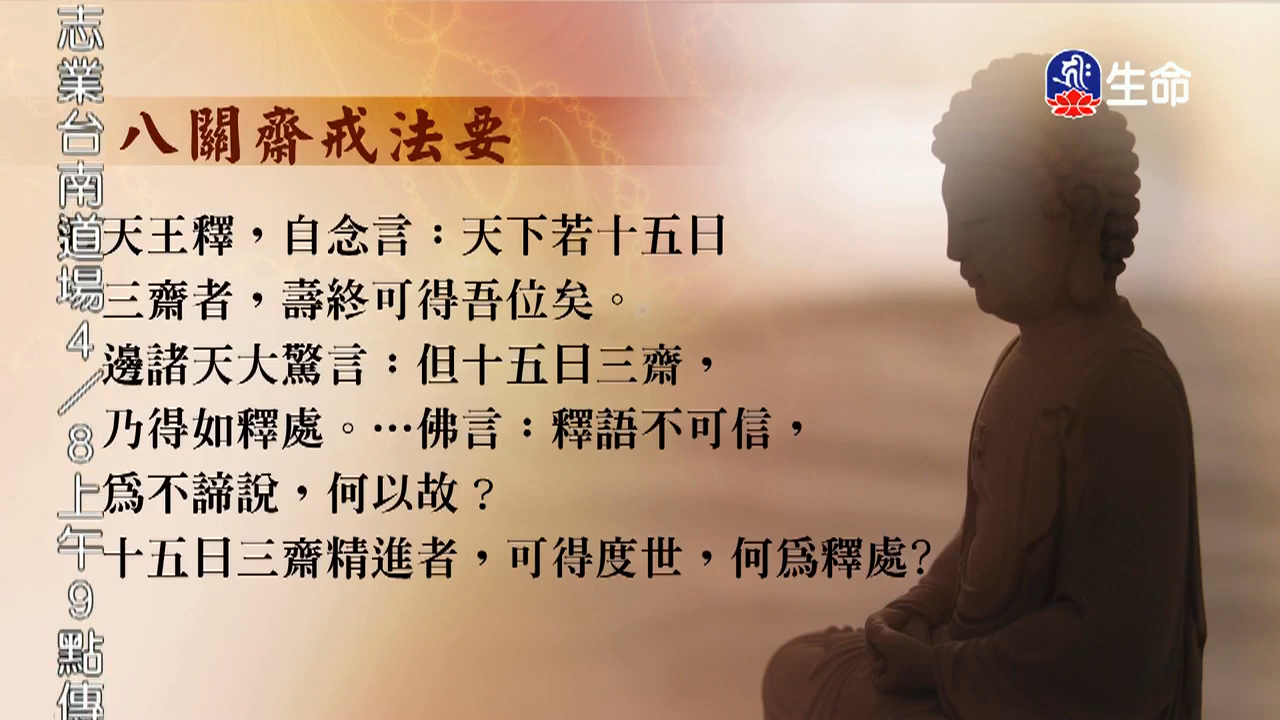 志業台南道場4／8上午9點傳
生命
八關齋戒法要
天王釋，自念言：天下若十五日
三齋者，壽終可得吾位矣。
邊諸天大驚言：但十五日三齋，
乃得如釋處。…佛言：釋語不可信，
為不諦說，何以故？
十五日三齋精進者，可得度世，何為釋處?